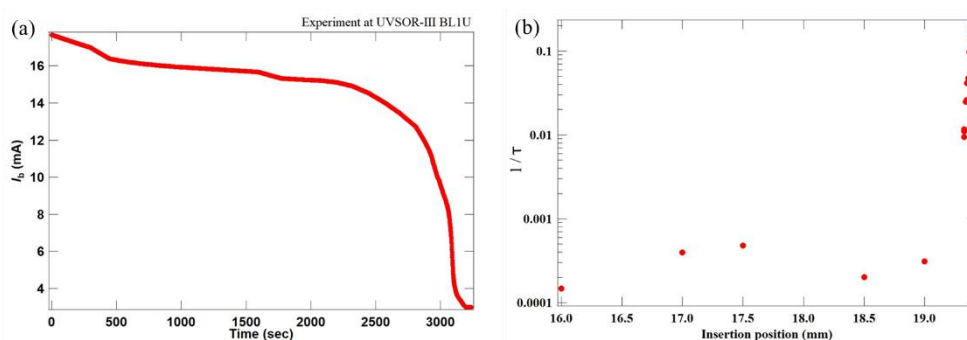 (a)
Experiment at UVSOR-III BL1U
16
14
12
10
8
6
4
I_b (mA)
0 500 1000 1500 2000 2500 3000
Time (sec)
(b)
0.1
0.01
0.001
0.0001
1 / τ
16.0 16.5 17.0 17.5 18.0 18.5 19.0
Insertion position (mm)